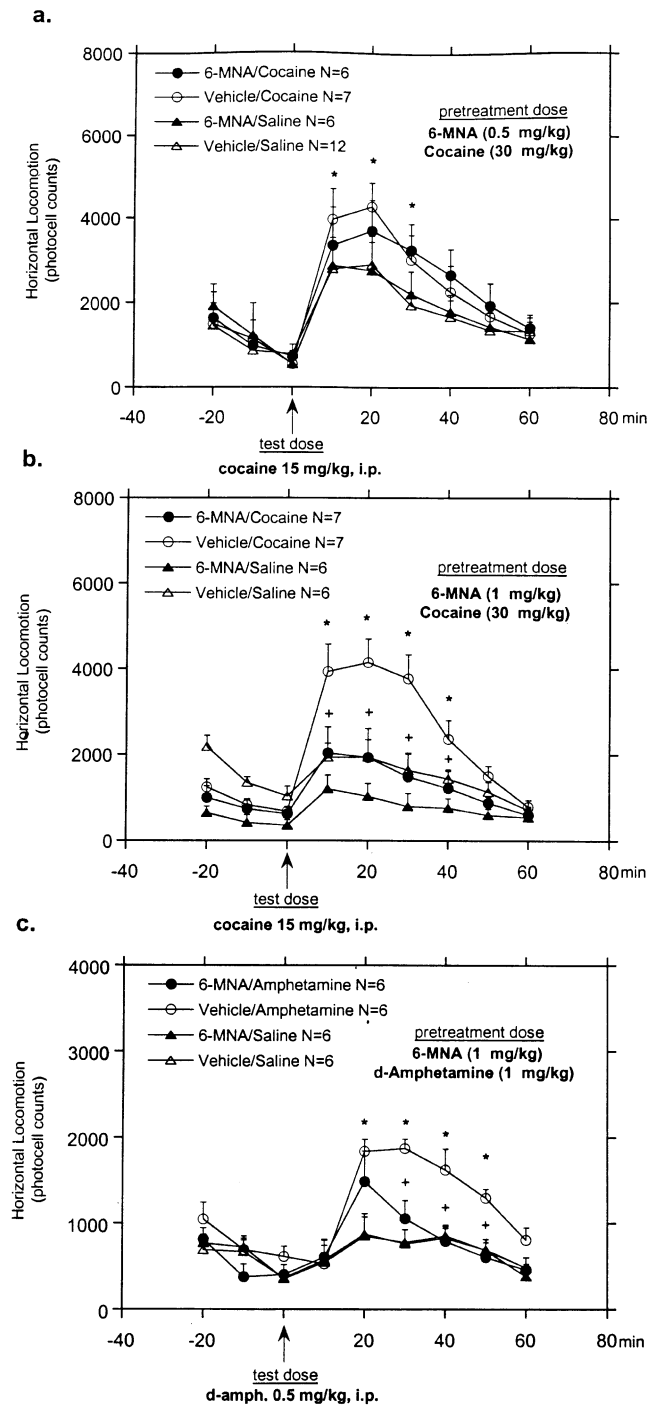 a.
8000
6-MNA/Cocaine N=6
Vehicle/Cocaine N=7
6-MNA/Saline N=6
Vehicle/Saline N=12
pretreatment dose
6-MNA (0.5 mg/kg)
Cocaine (30 mg/kg)
6000
4000
2000
0
Horizontal Locomotion
(photocell counts)
* * *
-40 -20 0 20 40 60 80 min
test dose
cocaine 15 mg/kg, i.p.
b.
8000
6-MNA/Cocaine N=7
Vehicle/Cocaine N=7
6-MNA/Saline N=6
Vehicle/Saline N=6
pretreatment dose
6-MNA (1 mg/kg)
Cocaine (30 mg/kg)
6000
4000
2000
0
Horizontal Locomotion
(photocell counts)
* * * *
+ + + +
-40 -20 0 20 40 60 80 min
test dose
cocaine 15 mg/kg, i.p.
c.
4000
6-MNA/Amphetamine N=6
Vehicle/Amphetamine N=6
6-MNA/Saline N=6
Vehicle/Saline N=6
pretreatment dose
6-MNA (1 mg/kg)
d-Amphetamine (1 mg/kg)
3000
2000
1000
0
Horizontal Locomotion
(photocell counts)
* * * *
+ + +
-40 -20 0 20 40 60 80 min
test dose
d-amph. 0.5 mg/kg, i.p.